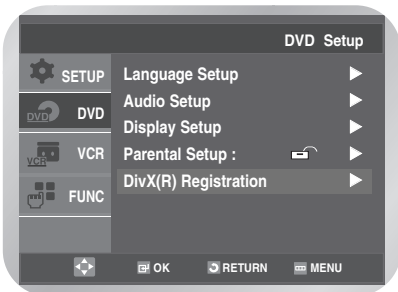 DVD Setup
SETUP
DVD
VCR
FUNC
Language Setup
Audio Setup
Display Setup
Parental Setup :
DivX(R) Registration
DVD
VCR
OK RETURN MENU